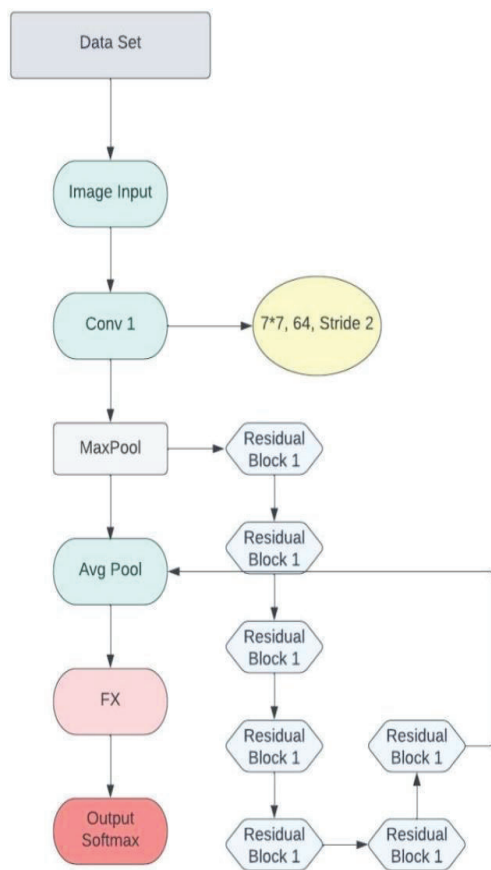 Data Set
Image Input
Conv 1
7*7, 64, Stride 2
MaxPool
Residual
Block 1
Residual
Block 1
Avg Pool
Residual
Block 1
FX
Residual
Block 1
Residual
Block 1
Output
Softmax
Residual
Block 1
Residual
Block 1